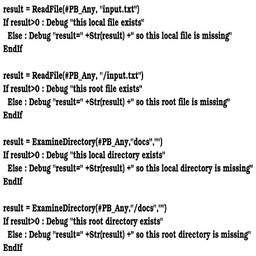 result = ReadFile(#PB_Any, "input.txt")
If result>0 : Debug "this local file exists"
Else : Debug "result=" +Str(result) +" so this local file is missing"
EndIf
result = ReadFile(#PB_Any, "/input.txt")
If result>0 : Debug "this root file exists"
Else : Debug "result=" +Str(result) +" so this root file is missing"
EndIf
result = ExamineDirectory(#PB_Any,"docs","")
If result>0 : Debug "this local directory exists"
Else : Debug "result=" +Str(result) +" so this local directory is missing"
EndIf
result = ExamineDirectory(#PB_Any,"/docs","")
If result>0 : Debug "this root directory exists"
Else : Debug "result=" +Str(result) +" so this root directory is missing"
EndIf